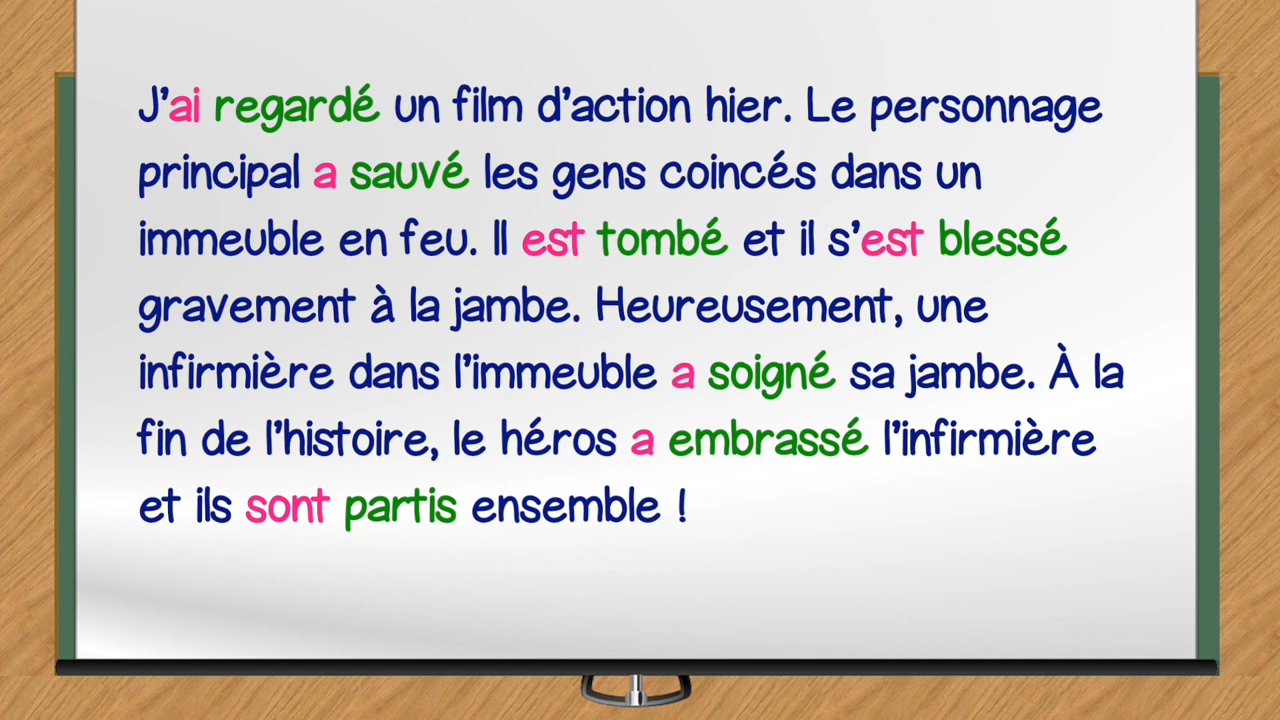 J’ai regardé un film d’action hier. Le personnage
principal a sauvé les gens coincés dans un
immeuble en feu. Il est tombé et il s’est blessé
gravement à la jambe. Heureusement, une
infirmière dans l’immeuble a soigné sa jambe. À la
fin de l’histoire, le héros a embrassé l’infirmière
et ils sont partis ensemble !